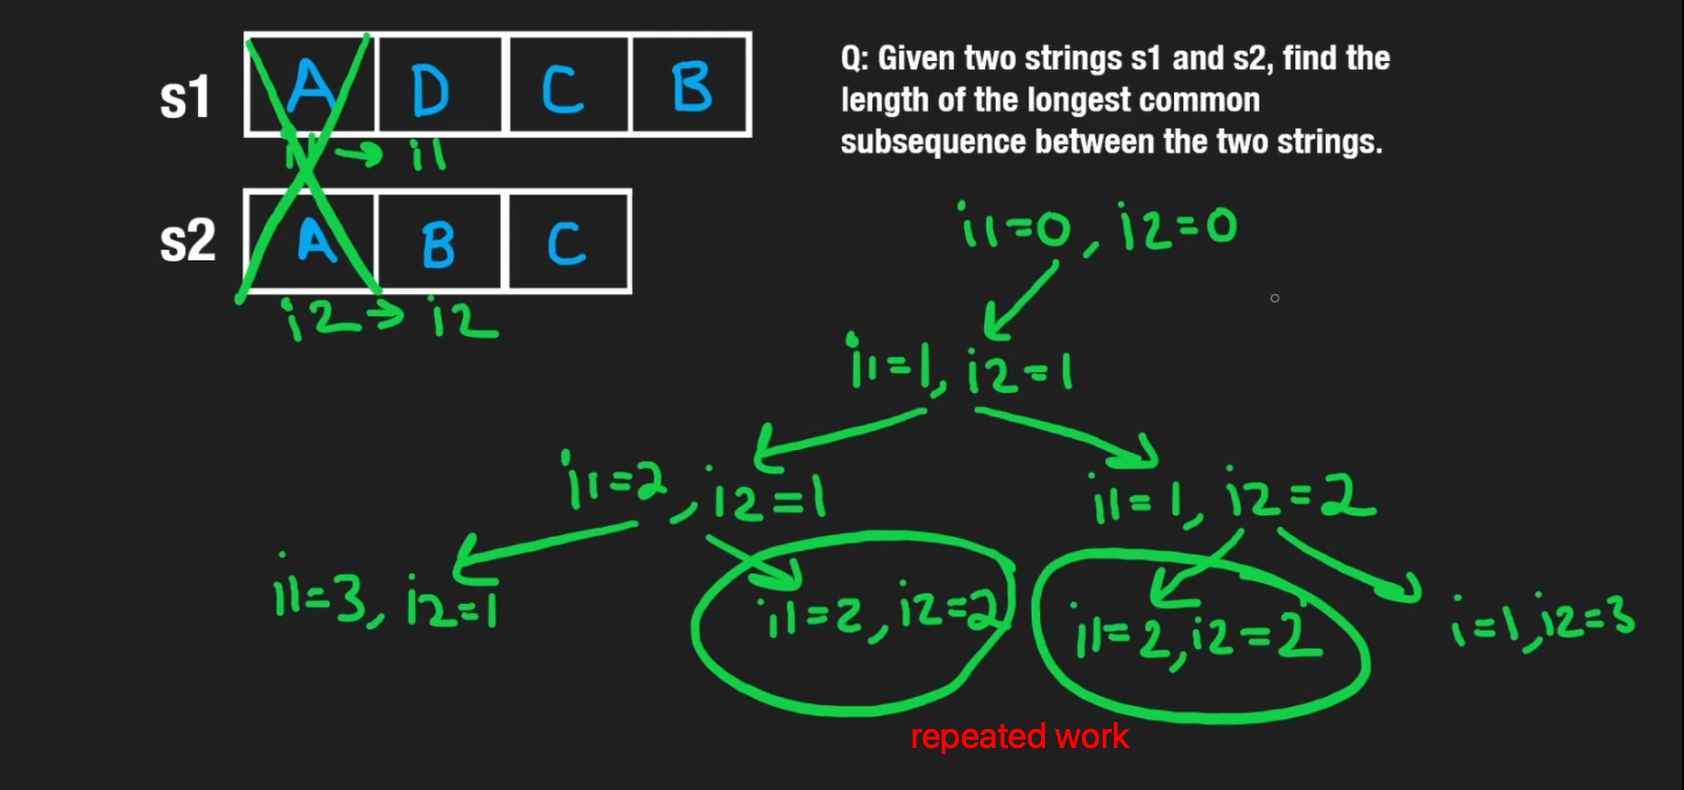 s1 A D C B
i1 → i1
s2 A B C
i2 → i2
Q: Given two strings s1 and s2, find the
length of the longest common
subsequence between the two strings.
i1=0, i2=0
i1=1, i2=1
i1=2, i2=1
i1=1, i2=2
i1=3, i2=1
i1=2, i2=2
i1=2, i2=2
i=1, i2=3
repeated work